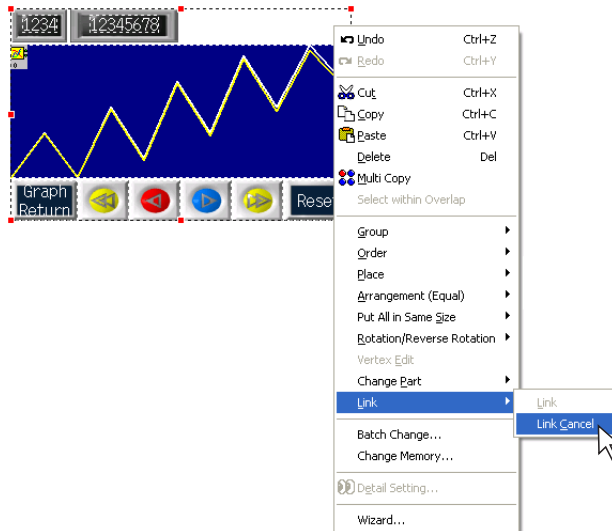 1234 12345678
0
Graph
Return
Rese
Undo Ctrl+Z
Redo Ctrl+Y
Cut Ctrl+X
Copy Ctrl+C
Paste Ctrl+V
Delete Del
Multi Copy
Select within Overlap
Group
Order
Place
Arrangement (Equal)
Put All in Same Size
Rotation/Reverse Rotation
Vertex Edit
Change Part
Link
Link
Link Cancel
Batch Change...
Change Memory...
Detail Setting...
Wizard...